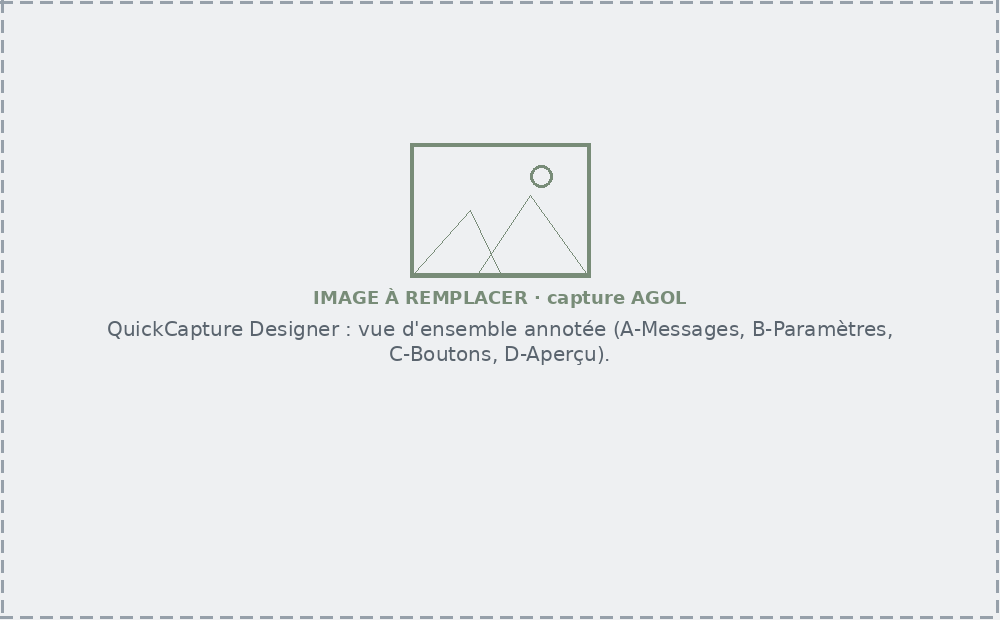 IMAGE À REMPLACER · capture AGOL
QuickCapture Designer : vue d'ensemble annotée (A-Messages, B-Paramètres,
C-Boutons, D-Aperçu).